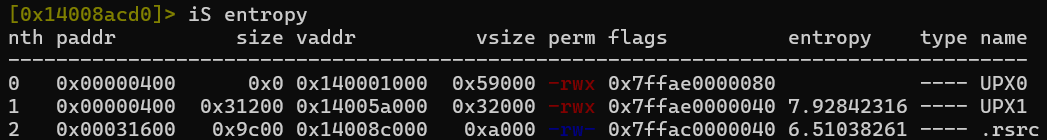 [0x14008acd0]> iS entropy
nth paddr            size vaddr           vsize perm flags          entropy    type name
―――――――――――――――――――――――――――――――――――――――――――――――――――――――――――――――――――――――――――――――――――――――
0   0x00000400        0x0 0x140001000   0x59000 -rwx 0x7ffae0000080            ---- UPX0
1   0x00000400    0x31200 0x14005a000   0x32000 -rwx 0x7ffae0000040 7.92842316 ---- UPX1
2   0x00031600     0x9c00 0x14008c000    0xa000 -rw- 0x7ffac0000040 6.51038261 ---- .rsrc